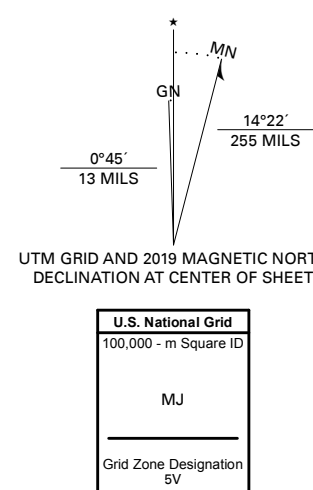 ★
MN
GN
14°22´
255 MILS
0°45´
13 MILS
UTM GRID AND 2019 MAGNETIC NORT
DECLINATION AT CENTER OF SHEET
U.S. National Grid
100,000 - m Square ID
MJ
Grid Zone Designation
5V